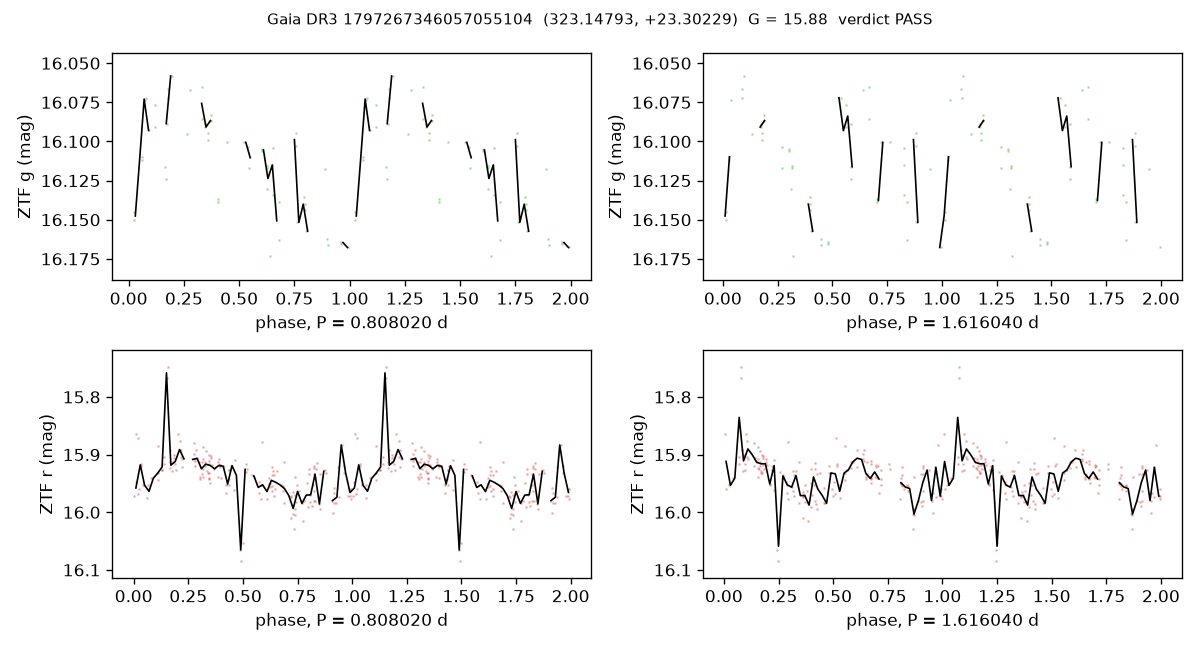 Gaia DR3 1797267346057055104 (323.14793, +23.30229) G = 15.88 verdict PASS
ZTF g (mag)
16.050
16.075
16.100
16.125
16.150
16.175
0.00 0.25 0.50 0.75 1.00 1.25 1.50 1.75 2.00
phase, P = 0.808020 d
ZTF g (mag)
16.050
16.075
16.100
16.125
16.150
16.175
0.00 0.25 0.50 0.75 1.00 1.25 1.50 1.75 2.00
phase, P = 1.616040 d
ZTF r (mag)
15.8
15.9
16.0
16.1
0.00 0.25 0.50 0.75 1.00 1.25 1.50 1.75 2.00
phase, P = 0.808020 d
ZTF r (mag)
15.8
15.9
16.0
16.1
0.00 0.25 0.50 0.75 1.00 1.25 1.50 1.75 2.00
phase, P = 1.616040 d